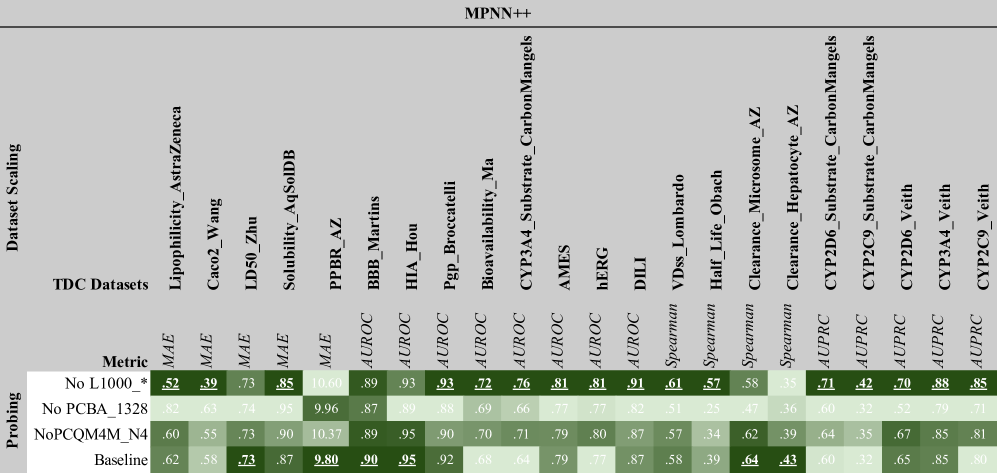 MPNN++
Dataset Scaling
TDC Datasets
Lipophilicity_AstraZeneca
Caco2_Wang
LD50_Zhu
Solubility_AqSolDB
PPBR_AZ
BBB_Martins
HIA_Hou
Pgp_Broccatelli
Bioavailability_Ma
CYP3A4_Substrate_CarbonMangels
AMES
hERG
DILI
VDss_Lombardo
Half_Life_Obach
Clearance_Microsome_AZ
Clearance_Hepatocyte_AZ
CYP2D6_Substrate_CarbonMangels
CYP2C9_Substrate_CarbonMangels
CYP2D6_Veith
CYP3A4_Veith
CYP2C9_Veith
Metric MAE MAE MAE MAE MAE AUROC AUROC AUROC AUROC AUROC AUROC AUROC AUROC Spearman Spearman Spearman Spearman AUPRC AUPRC AUPRC AUPRC AUPRC
Probing
No L1000_* .52 .39 .73 .85 10.60 .89 .93 .93 .72 .76 .81 .81 .91 .61 .57 .58 .35 .71 .42 .70 .88 .85
No PCBA_1328 .82 .63 .74 .95 9.96 .87 .89 .88 .69 .66 .77 .77 .82 .51 .25 .47 .36 .60 .32 .52 .79 .71
NoPCQM4M_N4 .60 .55 .73 .90 10.37 .89 .95 .90 .70 .71 .79 .80 .87 .57 .34 .62 .39 .64 .35 .67 .85 .81
Baseline .62 .58 .73 .87 9.80 .90 .95 .92 .68 .64 .79 .77 .87 .58 .39 .64 .43 .64 .32 .65 .85 .80